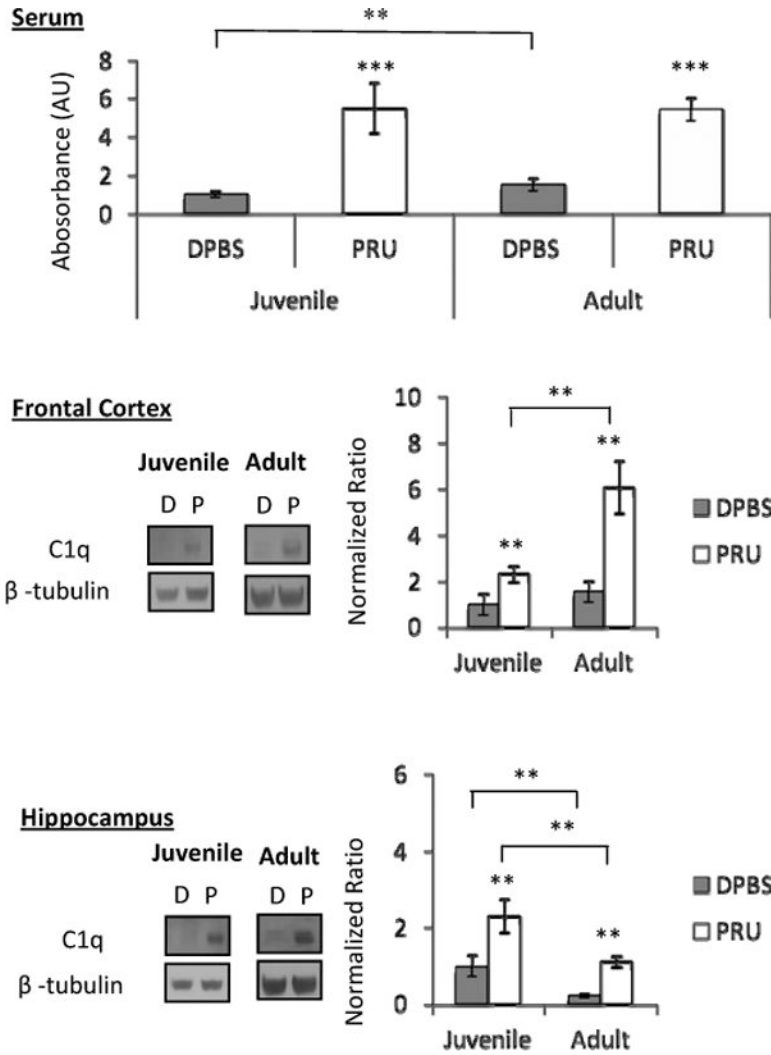 Serum
**
*** ***
Abosorbance (AU)
8
6
4
2
0
DPBS PRU DPBS PRU
Juvenile Adult
Frontal Cortex
Juvenile Adult
D P D P
C1q
β -tubulin
Normalized Ratio
10
8
6
4
2
0
**
**
**
Juvenile Adult
DPBS
PRU
Hippocampus
Juvenile Adult
D P D P
C1q
β -tubulin
Normalized Ratio
6
4
2
0
**
**
**
**
Juvenile Adult
DPBS
PRU